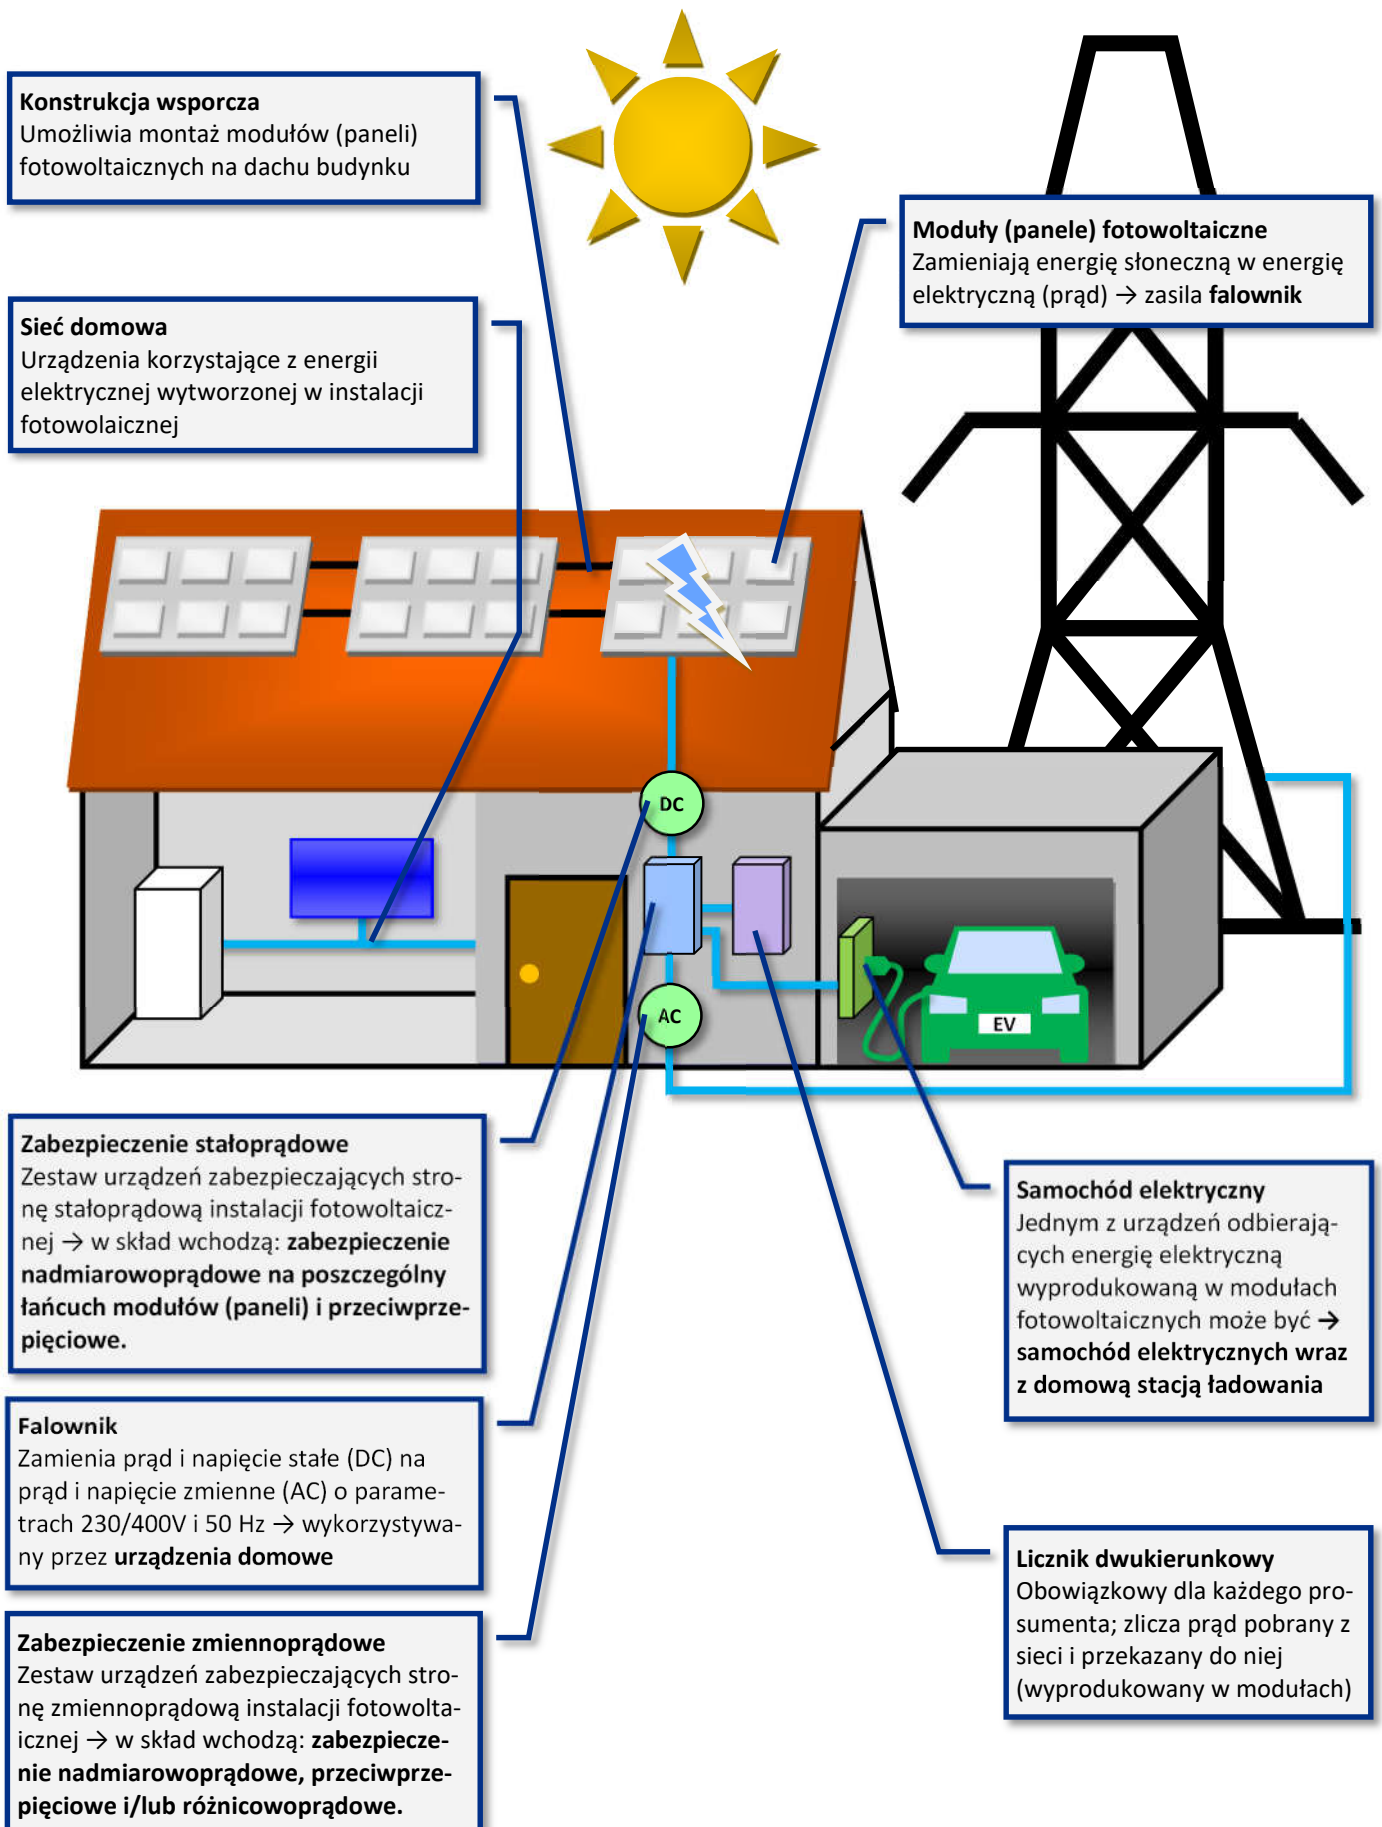 Konstrukcja wsporcza
Umożliwia montaż modułów (paneli)
fotowoltaicznych na dachu budynku
Moduły (panele) fotowoltaiczne
Zamieniają energię słoneczną w energię
elektryczną (prąd) → zasila falownik
Sieć domowa
Urządzenia korzystające z energii
elektrycznej wytworzonej w instalacji
fotowolaicznej
DC
AC
EV
Zabezpieczenie stałoprądowe
Zestaw urządzeń zabezpieczających stro-
nę stałoprądową instalacji fotowoltaicz-
nej → w skład wchodzą: zabezpieczenie
nadmiarowoprądowe na poszczególny
łańcuch modułów (paneli) i przeciwprze-
pięciowe.
Samochód elektryczny
Jednym z urządzeń odbierają-
cych energię elektryczną
wyprodukowaną w modułach
fotowoltaicznych może być →
samochód elektrycznych wraz
z domową stacją ładowania
Falownik
Zamienia prąd i napięcie stałe (DC) na
prąd i napięcie zmienne (AC) o parame-
trach 230/400V i 50 Hz → wykorzystywa-
ny przez urządzenia domowe
Licznik dwukierunkowy
Obowiązkowy dla każdego pro-
sumenta; zlicza prąd pobrany z
sieci i przekazany do niej
(wyprodukowany w modułach)
Zabezpieczenie zmiennoprądowe
Zestaw urządzeń zabezpieczających stro-
nę zmiennoprądową instalacji fotowolta-
icznej → w skład wchodzą: zabezpiecze-
nie nadmiarowoprądowe, przeciwprze-
pięciowe i/lub różnicowoprądowe.